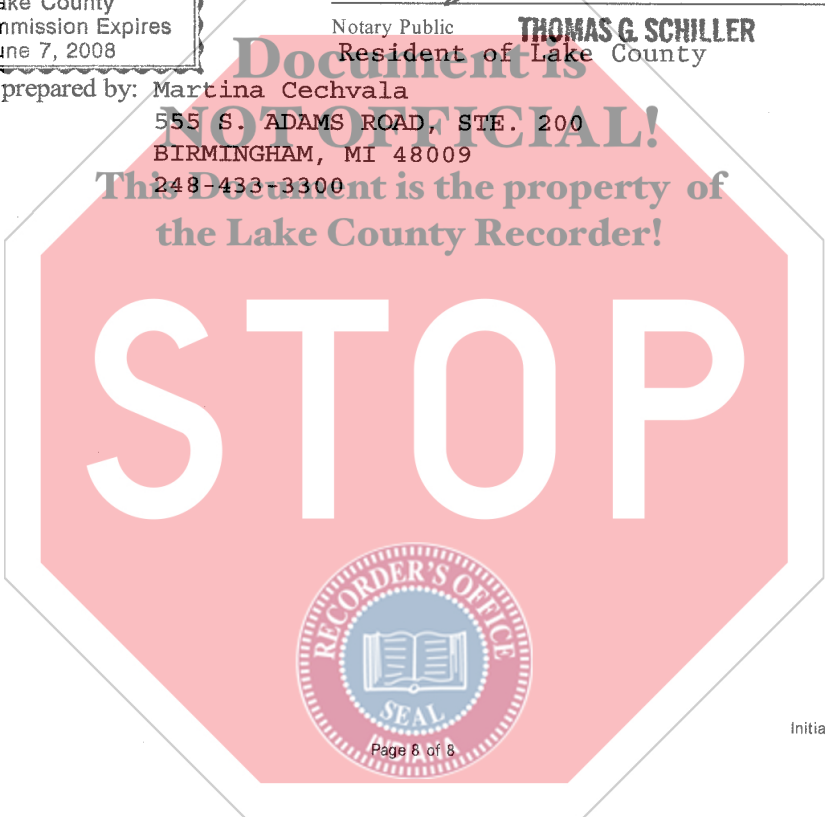 ake County
mmission Expires
une 7, 2008
Notary Public THOMAS G. SCHILLER
Resident of Lake County
Document is
prepared by: Martina Cechvala
NOT OFFICIAL!
555 S. ADAMS ROAD, STE. 200
BIRMINGHAM, MI 48009
248-433-3300
This Document is the property of
the Lake County Recorder!
STOP
RECORDER'S OFFICE
SEAL
INDIANA
Page 8 of 8
Initia